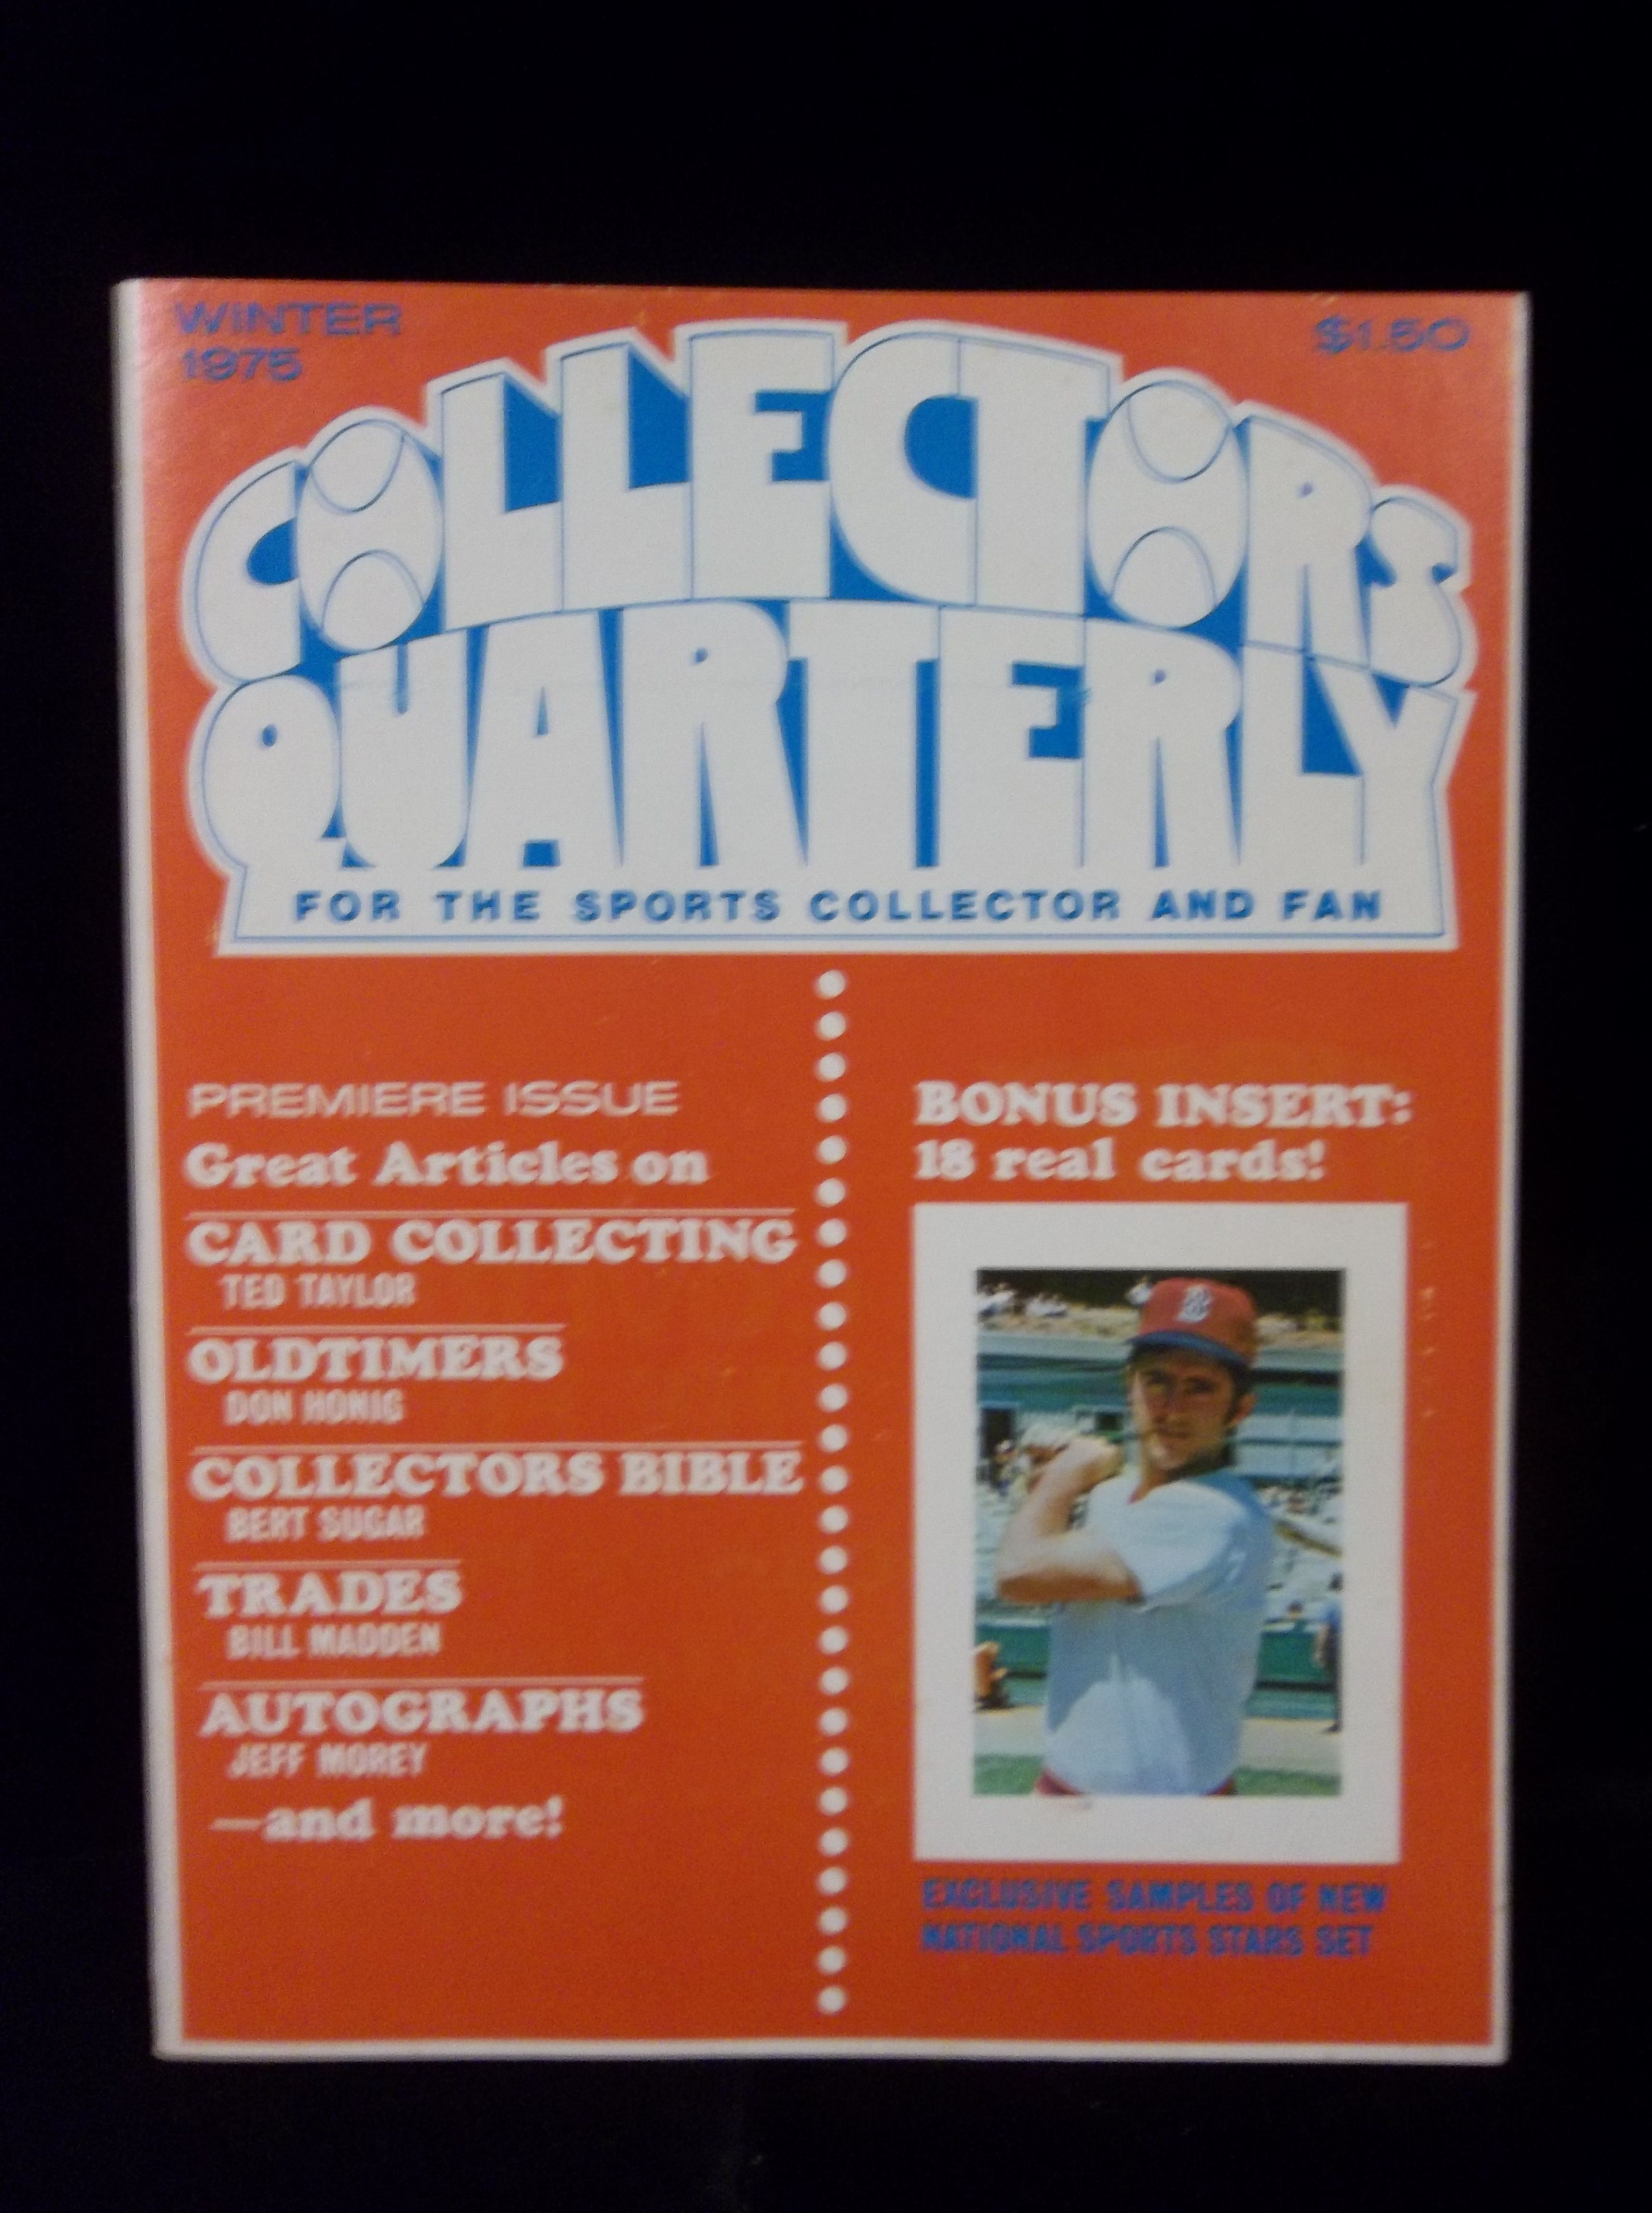 WINTER
1975
$1.50
COLLECTORS
QUARTERLY
FOR THE SPORTS COLLECTOR AND FAN
PREMIERE ISSUE
Great Articles on
CARD COLLECTING
TED TAYLOR
OLDTIMERS
DON HONIG
COLLECTORS BIBLE
BERT SUGAR
TRADES
BILL MADDEN
AUTOGRAPHS
JEFF MOREY
—and more!
BONUS INSERT:
18 real cards!
B
EXCLUSIVE SAMPLES OF NEW
NATIONAL SPORTS STARS SET